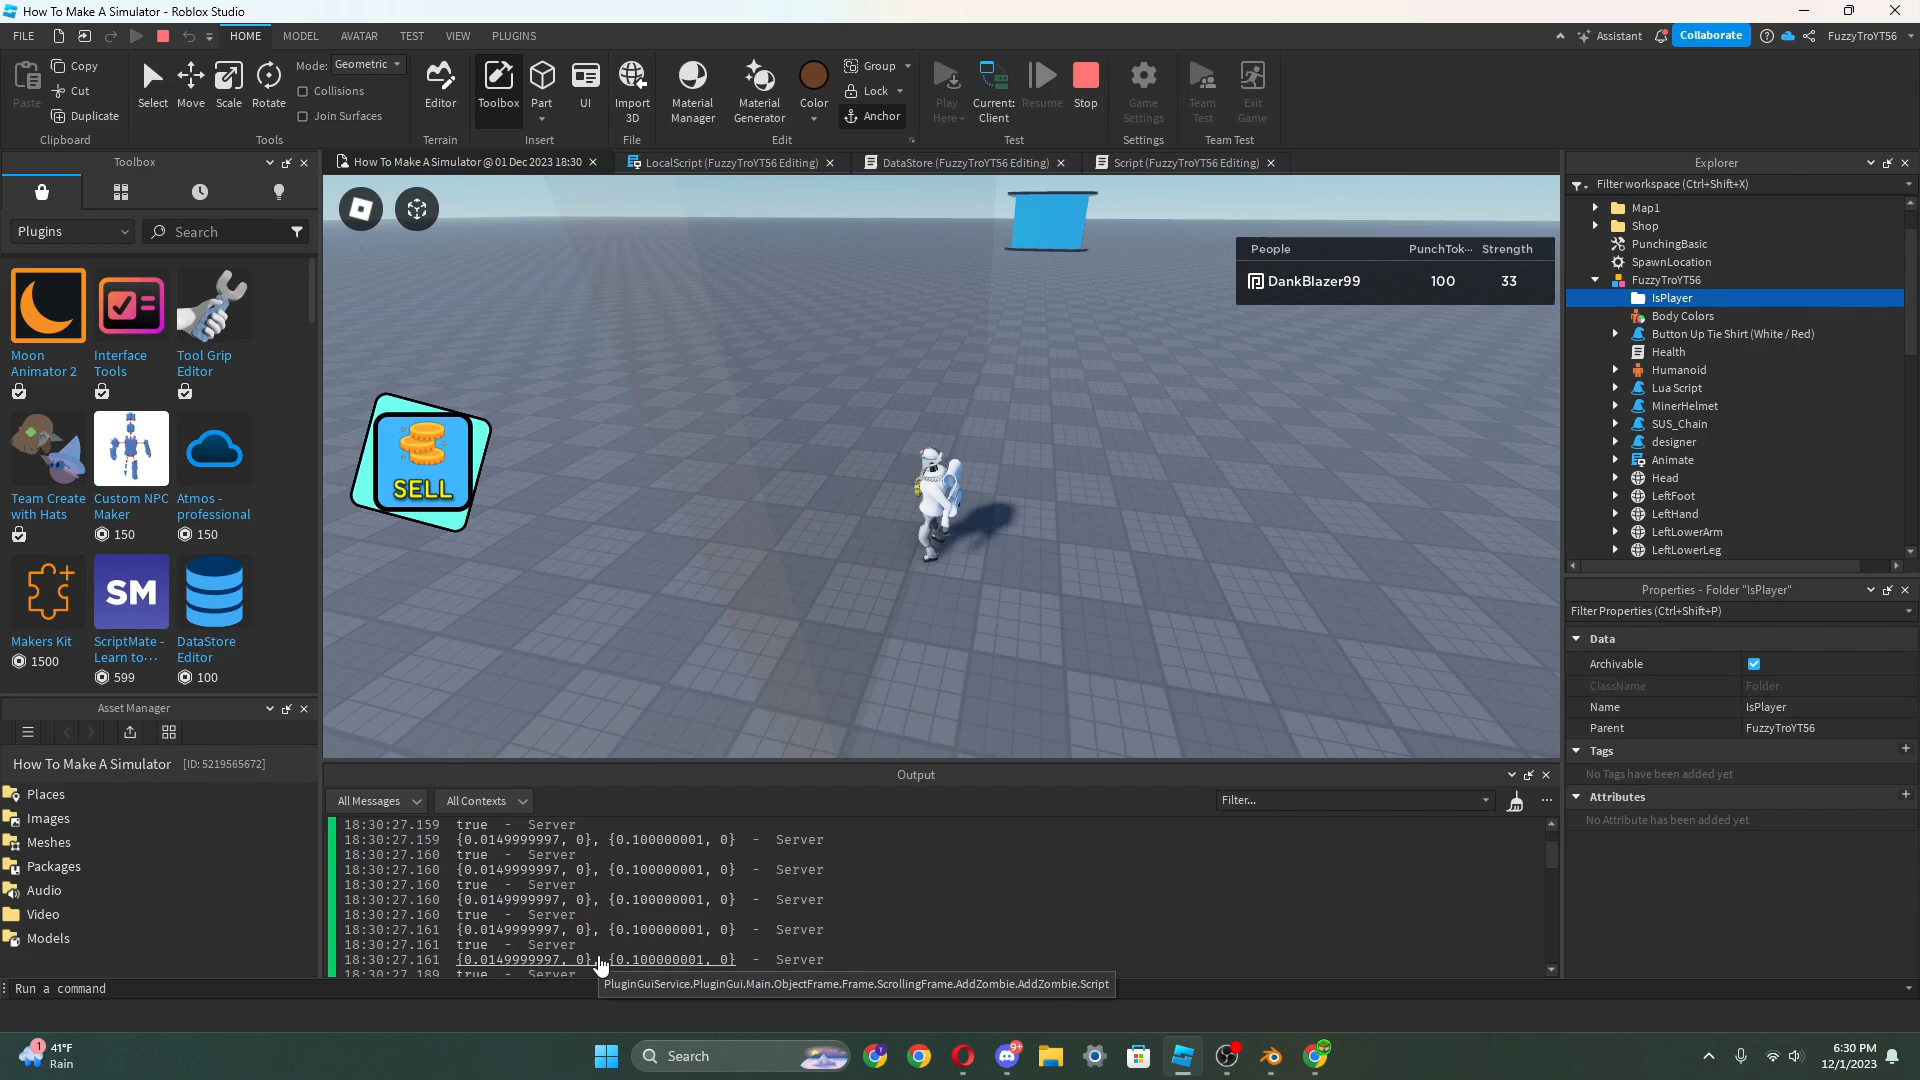 How To Make A Simulator - Roblox Studio
FILE HOME MODEL AVATAR TEST VIEW PLUGINS Assistant Collaborate FuzzyTroYT56
Paste Copy Cut Duplicate Clipboard
Select Move Scale Rotate Mode: Geometric Collisions Join Surfaces Tools
Editor Terrain
Toolbox Part UI Insert
Import 3D File
Material Manager Material Generator Color Group Lock Anchor Edit
Play Here Current: Client Resume Stop Test
Game Settings Settings
Team Test Exit Game Team Test
Toolbox
Plugins Search
Moon Animator 2
Interface Tools
Tool Grip Editor
Team Create with Hats
Custom NPC Maker
150
Atmos - professional
150
Makers Kit
1500
SM
ScriptMate - Learn to···
599
DataStore Editor
100
Asset Manager
How To Make A Simulator [ID:5219565672]
Places
Images
Meshes
Packages
Audio
Video
Models
How To Make A Simulator @ 01 Dec 2023 18:30
LocalScript (FuzzyTroYT56 Editing)
DataStore (FuzzyTroYT56 Editing)
Script (FuzzyTroYT56 Editing)
People PunchTok··· Strength
DankBlazer99 100 33
SELL
Output
All Messages All Contexts Filter...
18:30:27.159 true - Server
18:30:27.159 {0.0149999997, 0}, {0.100000001, 0} - Server
18:30:27.160 true - Server
18:30:27.160 {0.0149999997, 0}, {0.100000001, 0} - Server
18:30:27.160 true - Server
18:30:27.160 {0.0149999997, 0}, {0.100000001, 0} - Server
18:30:27.160 true - Server
18:30:27.161 {0.0149999997, 0}, {0.100000001, 0} - Server
18:30:27.161 true - Server
18:30:27.161 {0.0149999997, 0}, {0.100000001, 0} - Server
18:30:27.189 true - Server
PluginGuiService.PluginGui.Main.ObjectFrame.Frame.ScrollingFrame.AddZombie.AddZombie.Script
Run a command
Explorer
Filter workspace (Ctrl+Shift+X)
Map1
Shop
PunchingBasic
SpawnLocation
FuzzyTroYT56
IsPlayer
Body Colors
Button Up Tie Shirt (White / Red)
Health
Humanoid
Lua Script
MinerHelmet
SUS_Chain
designer
Animate
Head
LeftFoot
LeftHand
LeftLowerArm
LeftLowerLeg
Properties - Folder "IsPlayer"
Filter Properties (Ctrl+Shift+P)
Data
Archivable
ClassName Folder
Name IsPlayer
Parent FuzzyTroYT56
Tags
No Tags have been added yet
Attributes
No Attribute has been added yet
1
41°F
Rain
Search
9+
6:30 PM
12/1/2023